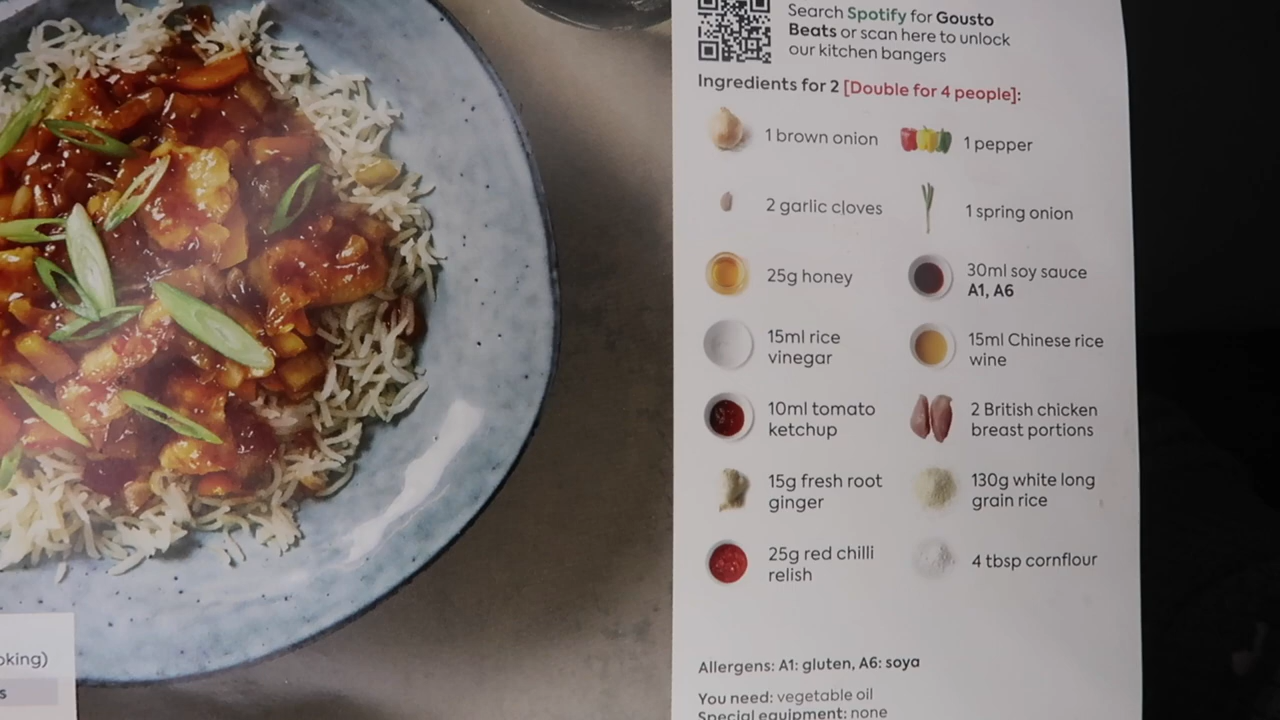 Search Spotify for Gousto
Beats or scan here to unlock
our kitchen bangers
Ingredients for 2 [Double for 4 people]:
1 brown onion
1 pepper
2 garlic cloves
1 spring onion
25g honey
30ml soy sauce
A1, A6
15ml rice
vinegar
15ml Chinese rice
wine
10ml tomato
ketchup
2 British chicken
breast portions
15g fresh root
ginger
130g white long
grain rice
25g red chilli
relish
4 tbsp cornflour
Allergens: A1: gluten, A6: soya
You need: vegetable oil
Special equipment: none
oking)
s